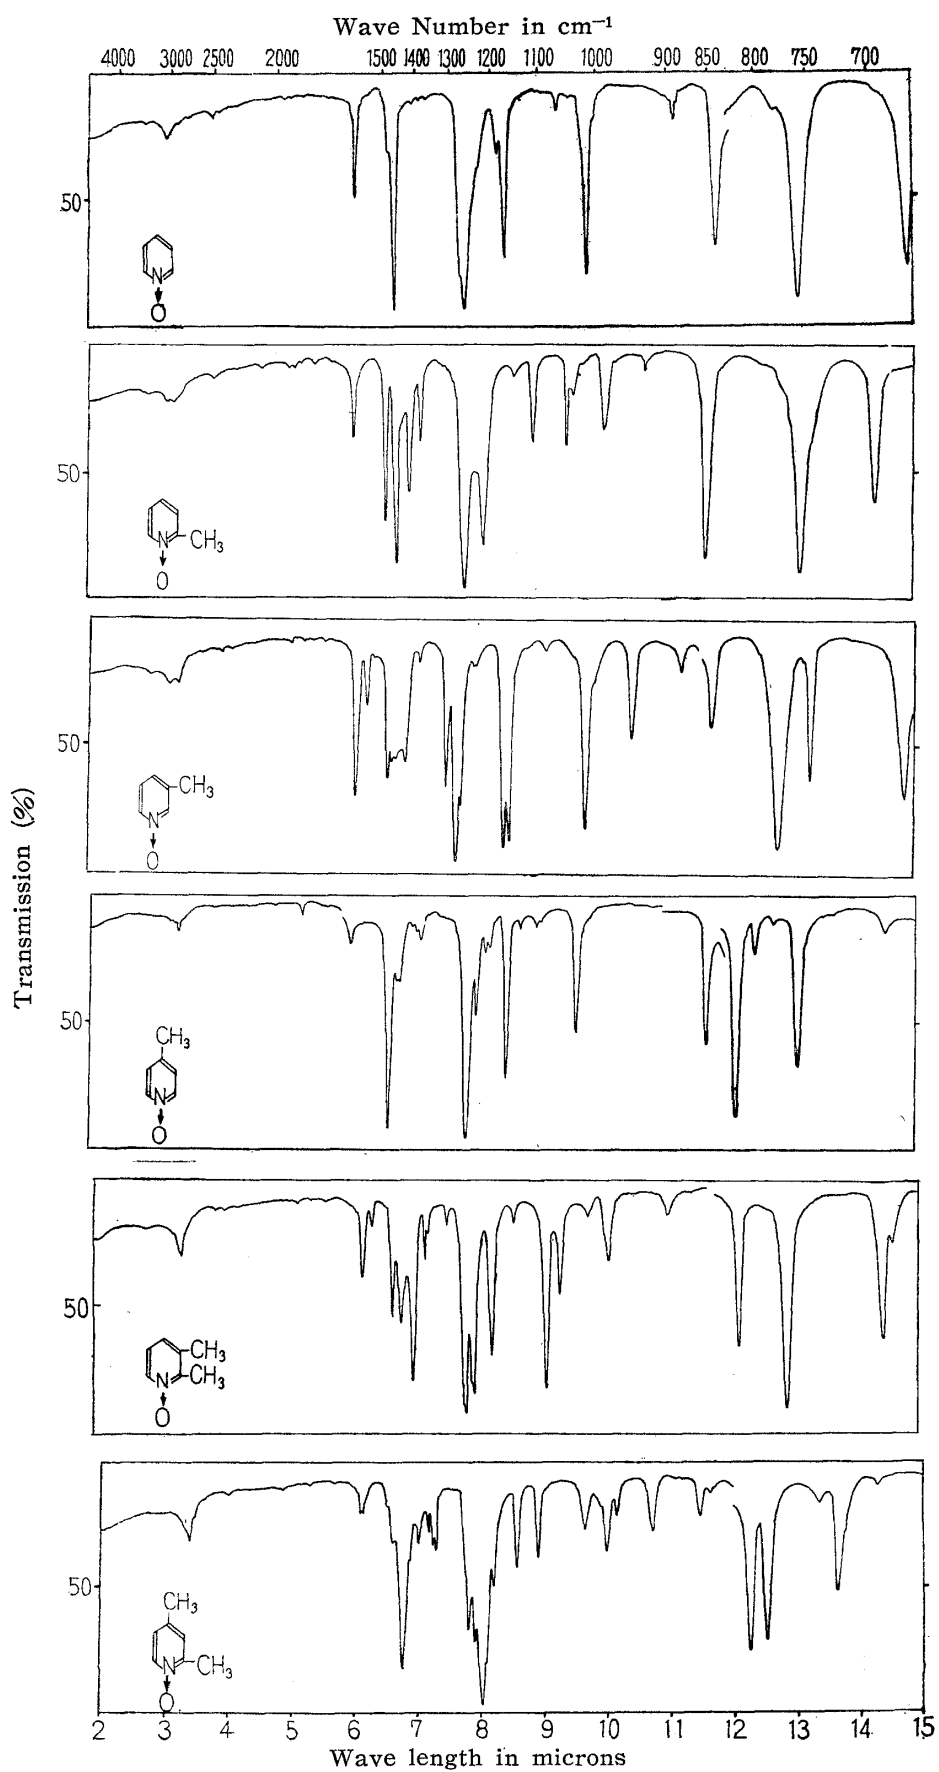 Wave Number in cm⁻¹
4000 3000 2500 2000 1500 1400 1300 1200 1100 1000 900 850 800 750 700
50
N
O
50
N
CH₃
O
50
CH₃
N
O
Transmission (%)
50
CH₃
N
O
50
CH₃
CH₃
N
O
50
CH₃
N
CH₃
O
2 3 4 5 6 7 8 9 10 11 12 13 14 15
Wave length in microns